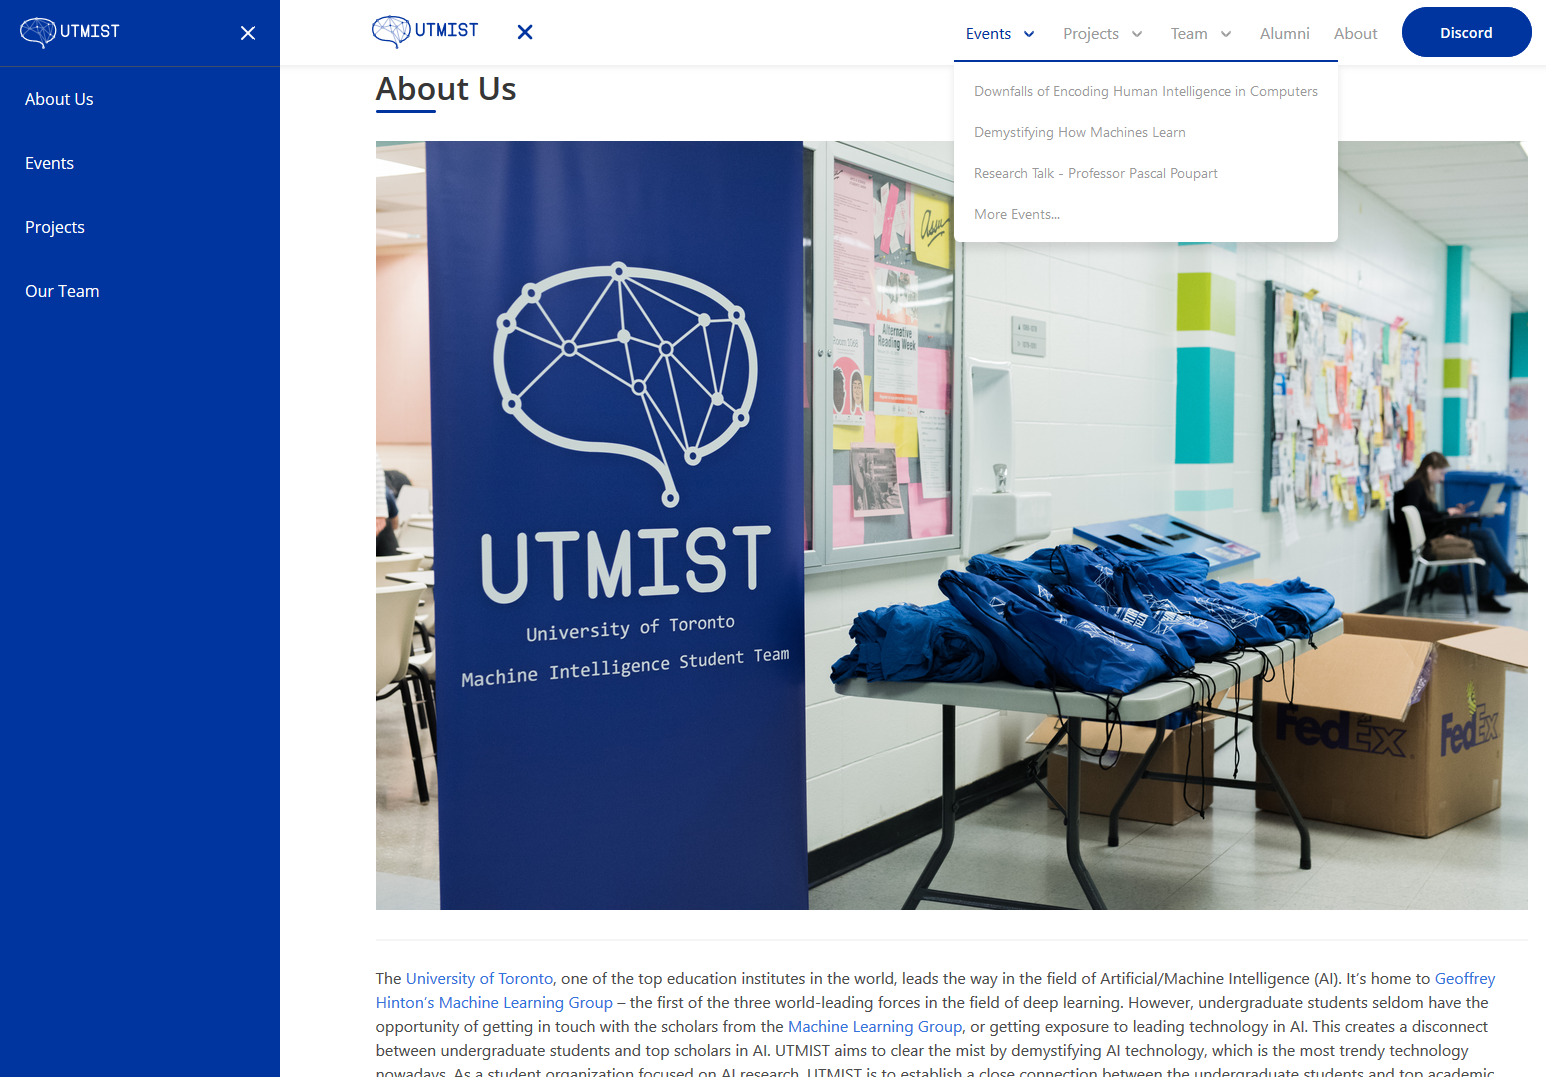 UTMIST
About Us
Events
Projects
Our Team
UTMIST
Events
Projects
Team
Alumni
About
Discord
Downfalls of Encoding Human Intelligence in Computers
Demystifying How Machines Learn
Research Talk - Professor Pascal Poupart
More Events...
About Us
Alternative
Reading Week
UTMIST
University of Toronto
Machine Intelligence Student Team
FedEx
FedEx
The University of Toronto, one of the top education institutes in the world, leads the way in the field of Artificial/Machine Intelligence (AI). It’s home to Geoffrey
Hinton’s Machine Learning Group – the first of the three world-leading forces in the field of deep learning. However, undergraduate students seldom have the
opportunity of getting in touch with the scholars from the Machine Learning Group, or getting exposure to leading technology in AI. This creates a disconnect
between undergraduate students and top scholars in AI. UTMIST aims to clear the mist by demystifying AI technology, which is the most trendy technology
nowadays. As a student organization focused on AI research, UTMIST is to establish a close connection between the undergraduate students and top academic